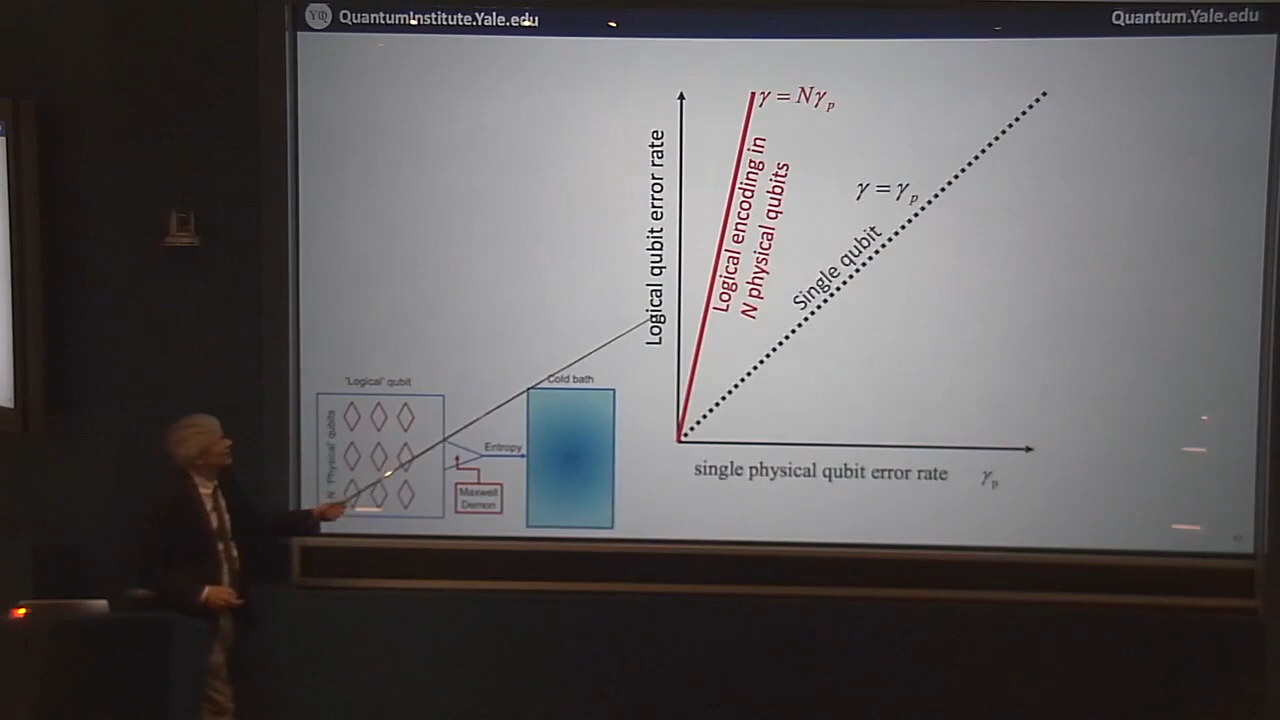 YQ QuantumInstitute.Yale.edu
Quantum.Yale.edu
γ = Nγₚ
Logical encoding in
N physical qubits
γ = γₚ
Single qubit
Logical qubit error rate
single physical qubit error rate γₚ
"Logical" qubit
N "Physical" qubits
Entropy
Maxwell
Demon
Cold bath